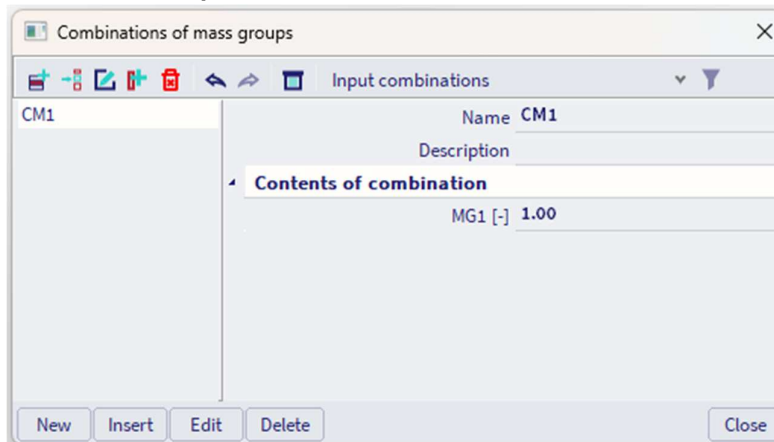 Combinations of mass groups
Input combinations
CM1
Name CM1
Description
Contents of combination
MG1 [-] 1.00
New Insert Edit Delete Close